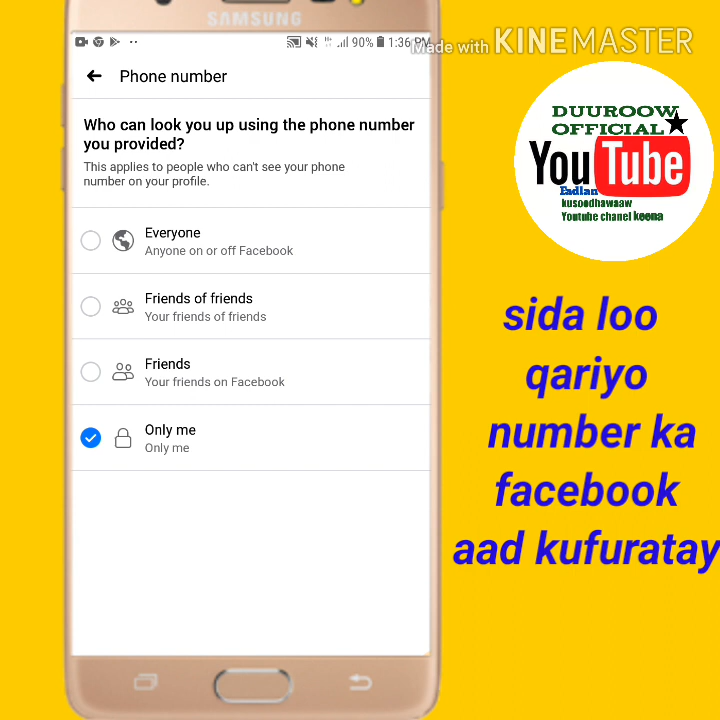 SAMSUNG
90% 1:36 PM
Made with KINEMASTER
Phone number
Who can look you up using the phone number
you provided?
This applies to people who can't see your phone
number on your profile.
Everyone
Anyone on or off Facebook
Friends of friends
Your friends of friends
Friends
Your friends on Facebook
Only me
Only me
DUUROOW
OFFICIAL
YouTube
Fadlan
kusoodhawaaw
Youtube chanel keena
sida loo
qariyo
number ka
facebook
aad kufuratay